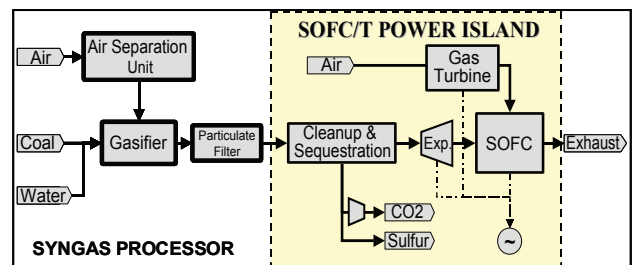 SOFC/T POWER ISLAND
Air
Air Separation
Unit
Air
Gas
Turbine
Coal
Gasifier
Particulate
Filter
Cleanup &
Sequestration
Exp.
SOFC
Exhaust
Water
CO2
Sulfur
~
SYNGAS PROCESSOR